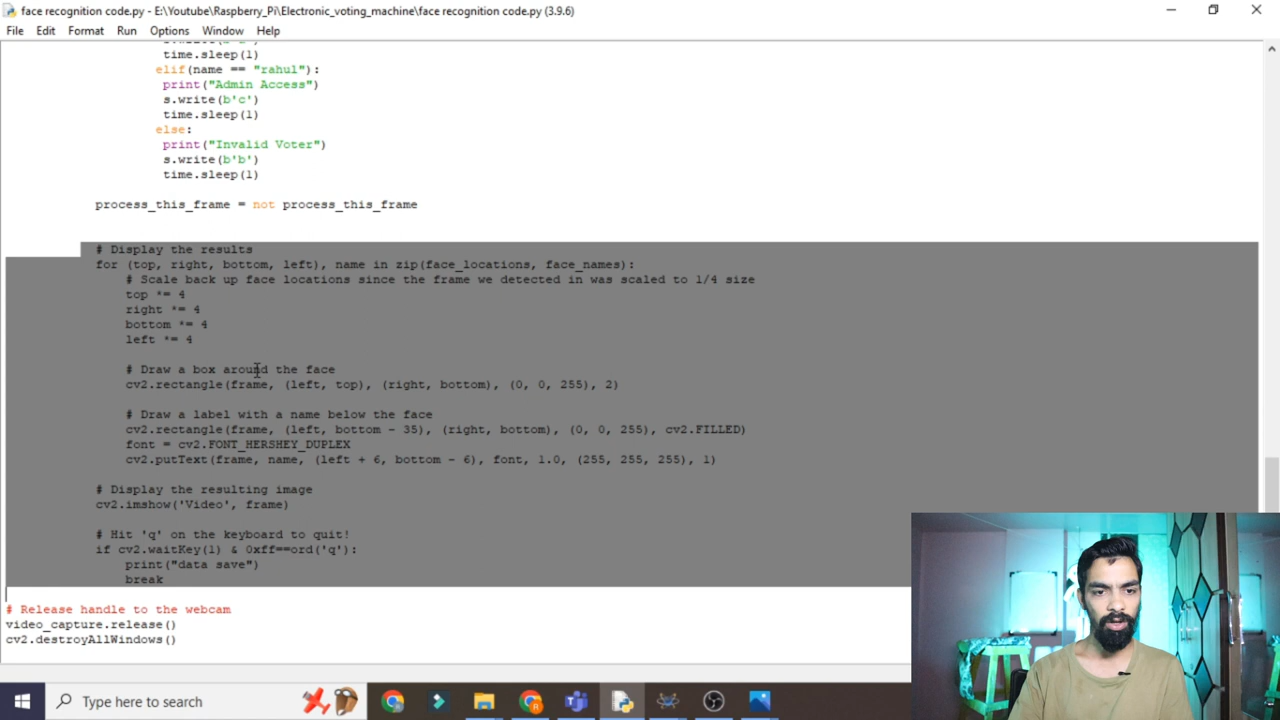 face recognition code.py - E:\Youtube\Raspberry_Pi\Electronic_voting_machine\face recognition code.py (3.9.6)
File Edit Format Run Options Window Help
time.sleep(1)
elif(name == "rahul"):
print("Admin Access")
s.write(b'c')
time.sleep(1)
else:
print("Invalid Voter")
s.write(b'b')
time.sleep(1)
process_this_frame = not process_this_frame
# Display the results
for (top, right, bottom, left), name in zip(face_locations, face_names):
# Scale back up face locations since the frame we detected in was scaled to 1/4 size
top *= 4
right *= 4
bottom *= 4
left *= 4
# Draw a box around the face
cv2.rectangle(frame, (left, top), (right, bottom), (0, 0, 255), 2)
# Draw a label with a name below the face
cv2.rectangle(frame, (left, bottom - 35), (right, bottom), (0, 0, 255), cv2.FILLED)
font = cv2.FONT_HERSHEY_DUPLEX
cv2.putText(frame, name, (left + 6, bottom - 6), font, 1.0, (255, 255, 255), 1)
# Display the resulting image
cv2.imshow('Video', frame)
# Hit 'q' on the keyboard to quit!
if cv2.waitKey(1) & 0xff==ord('q'):
print("data save")
break
# Release handle to the webcam
video_capture.release()
cv2.destroyAllWindows()
Type here to search